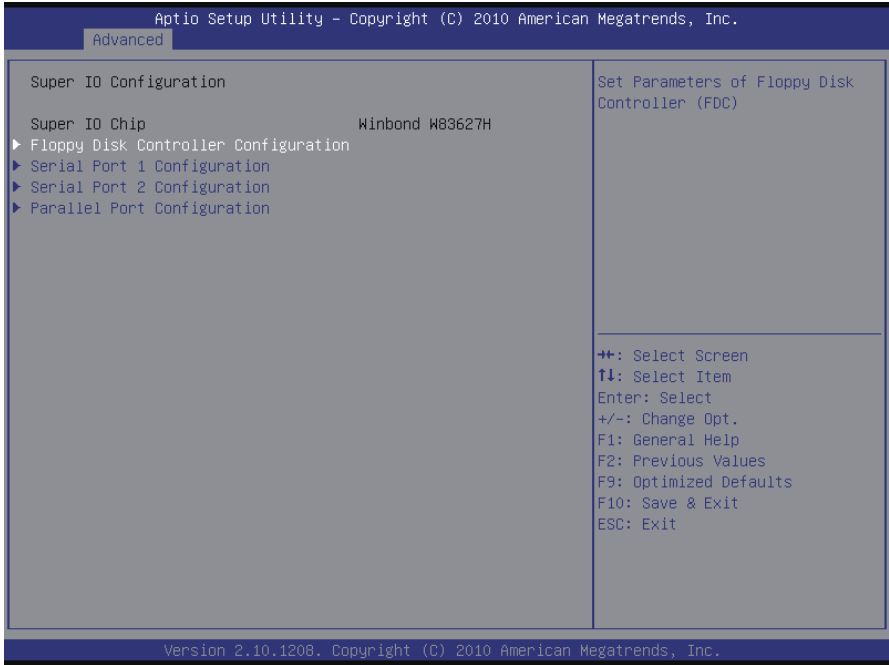 Aptio Setup Utility – Copyright (C) 2010 American Megatrends, Inc.
Advanced
Super IO Configuration
Super IO Chip Winbond W83627H
Floppy Disk Controller Configuration
Serial Port 1 Configuration
Serial Port 2 Configuration
Parallel Port Configuration
Set Parameters of Floppy Disk
Controller (FDC)
→←: Select Screen
↑↓: Select Item
Enter: Select
+/-: Change Opt.
F1: General Help
F2: Previous Values
F9: Optimized Defaults
F10: Save & Exit
ESC: Exit
Version 2.10.1208. Copyright (C) 2010 American Megatrends, Inc.